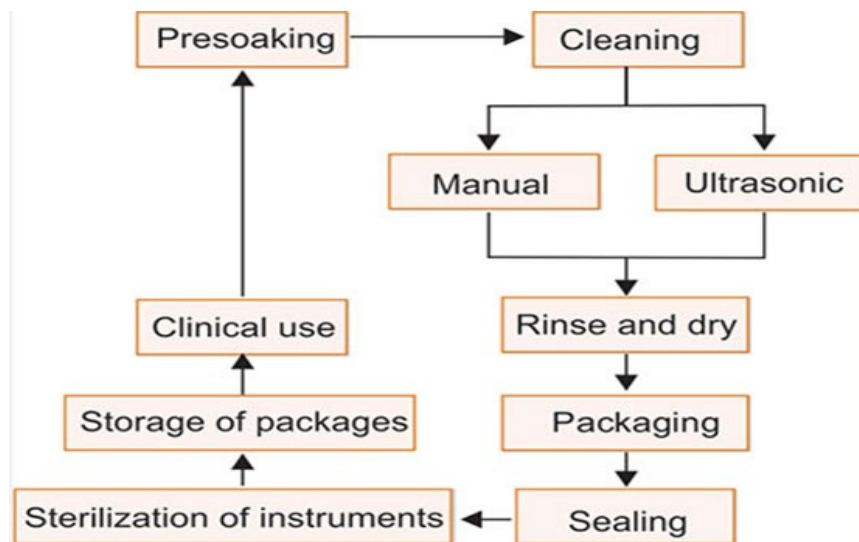 Presoaking
Cleaning
Manual
Ultrasonic
Clinical use
Rinse and dry
Storage of packages
Packaging
Sterilization of instruments
Sealing